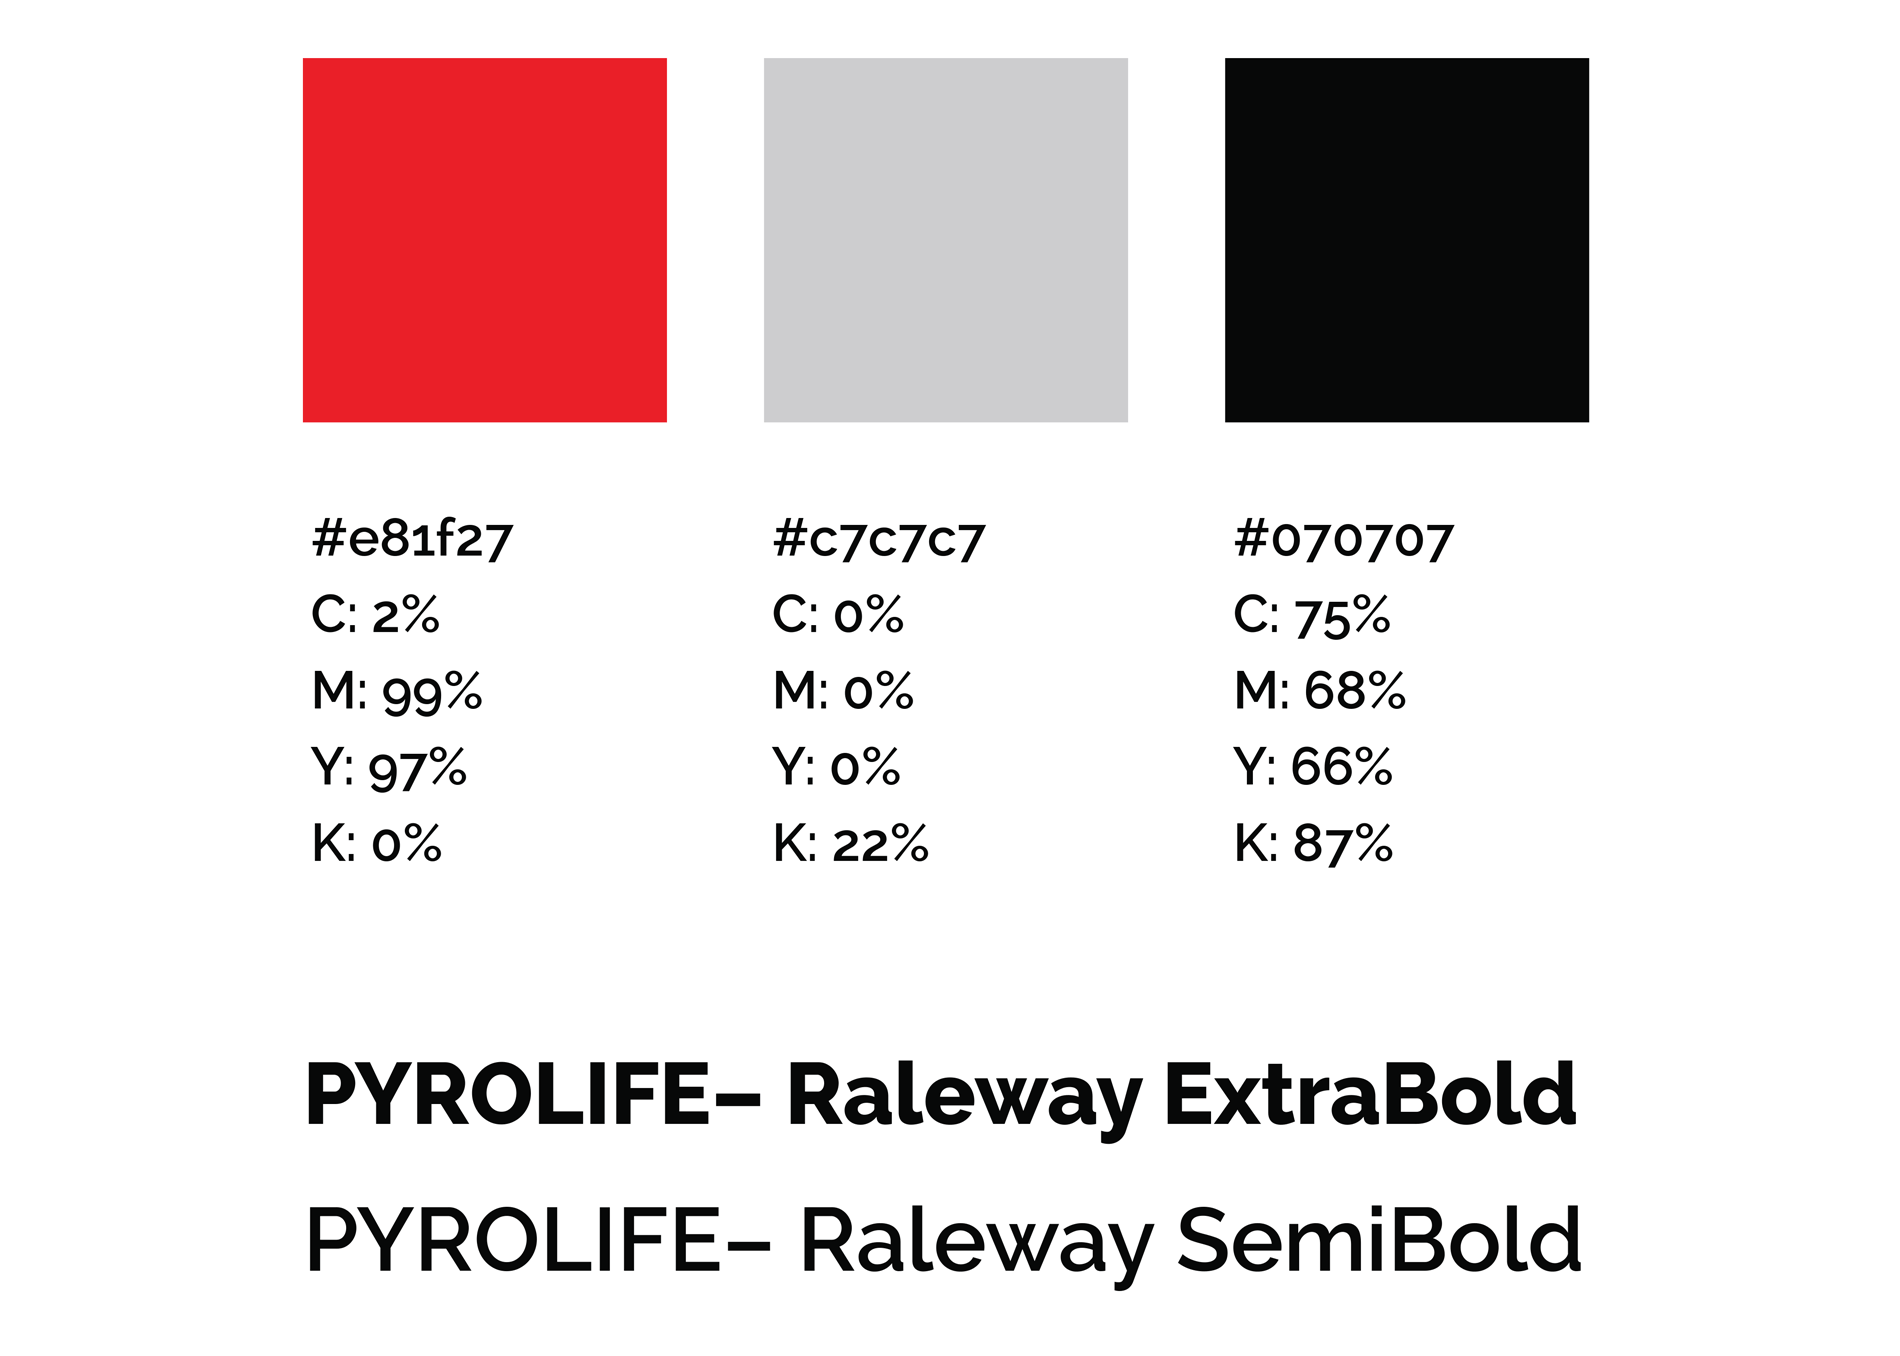 #e81f27
C: 2%
M: 99%
Y: 97%
K: 0%
#c7c7c7
C: 0%
M: 0%
Y: 0%
K: 22%
#070707
C: 75%
M: 68%
Y: 66%
K: 87%
PYROLIFE– Raleway ExtraBold
PYROLIFE– Raleway SemiBold